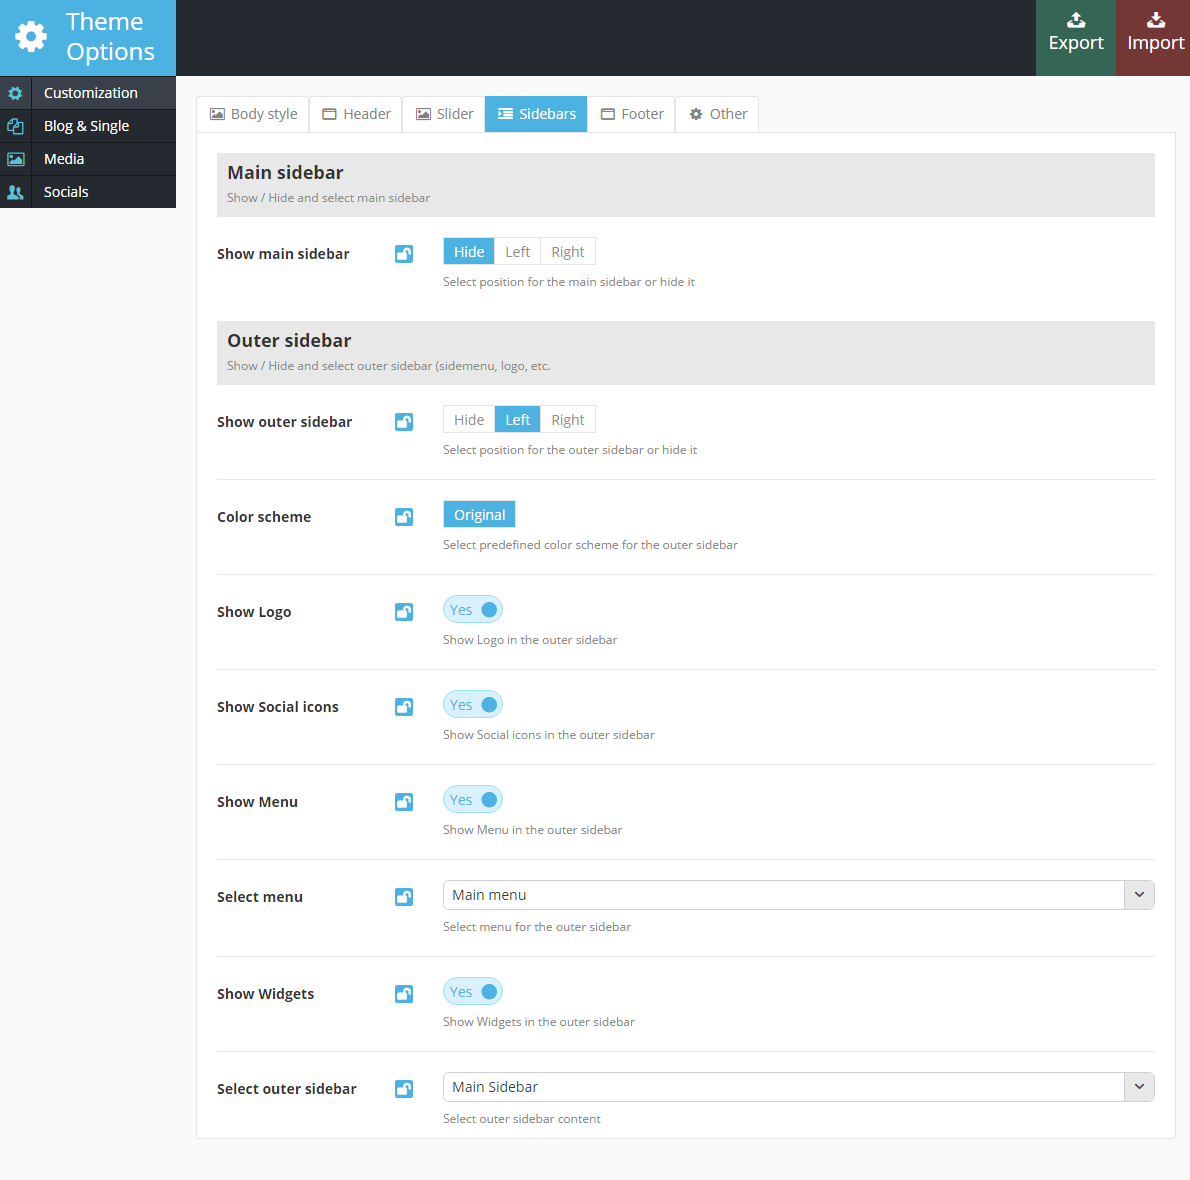 Theme
Options
Export
Import
Customization
Blog & Single
Media
Socials
Body style
Header
Slider
Sidebars
Footer
Other
Main sidebar
Show / Hide and select main sidebar
Show main sidebar
Hide
Left
Right
Select position for the main sidebar or hide it
Outer sidebar
Show / Hide and select outer sidebar (sidemenu, logo, etc.
Show outer sidebar
Hide
Left
Right
Select position for the outer sidebar or hide it
Color scheme
Original
Select predefined color scheme for the outer sidebar
Show Logo
Yes
Show Logo in the outer sidebar
Show Social icons
Yes
Show Social icons in the outer sidebar
Show Menu
Yes
Show Menu in the outer sidebar
Select menu
Main menu
Select menu for the outer sidebar
Show Widgets
Yes
Show Widgets in the outer sidebar
Select outer sidebar
Main Sidebar
Select outer sidebar content